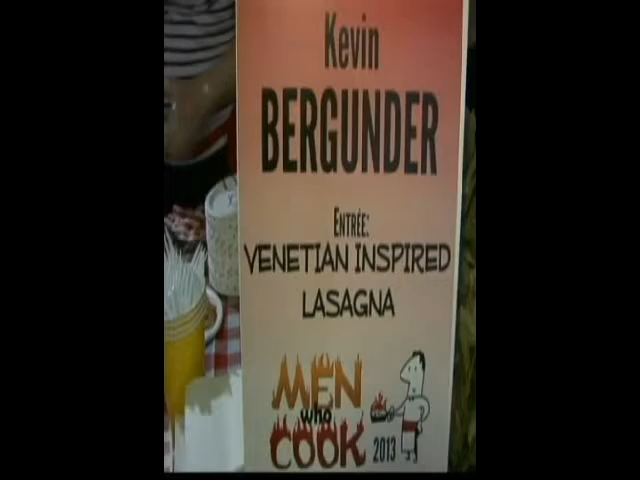 Kevin
BERGUNDER
ENTRÉE:
VENETIAN INSPIRED
LASAGNA
MEN
who
COOK
2013